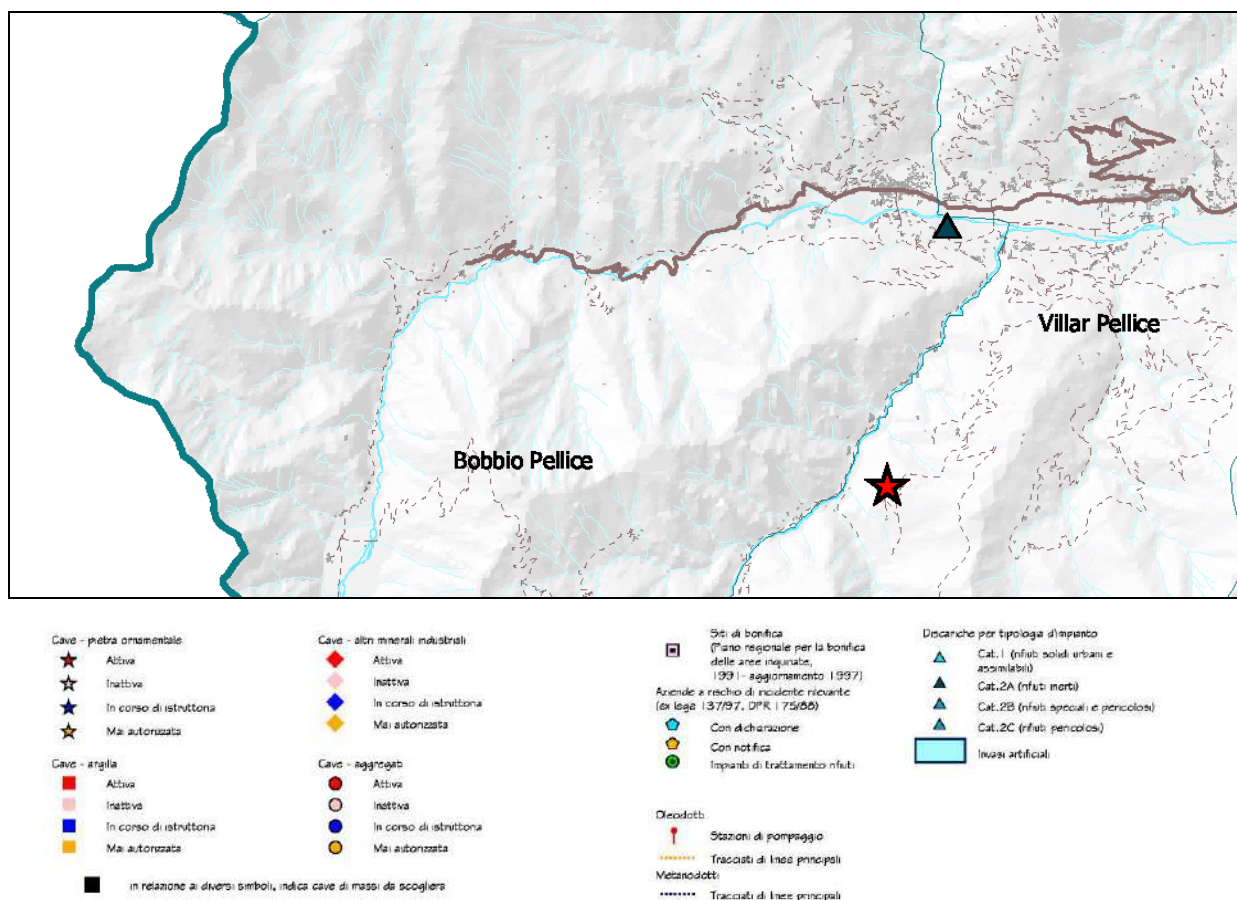 Villar Pellice
Bobbio Pellice
Cave - pietra ornamentale
Attiva
Inattiva
In corso di istruttoria
Mai autorizzata
Cave - argilla
Attiva
Inattiva
In corso di istruttoria
Mai autorizzata
in relazione ai diversi simboli, indica cave di massi da scogliera
Cave - altri minerali industriali
Attiva
Inattiva
In corso di istruttoria
Mai autorizzata
Cave - aggregati
Attiva
Inattiva
In corso di istruttoria
Mai autorizzata
Siti di bonifica
(Piano regionale per la bonifica
delle aree inquinate,
1991- aggiornamento 1997)
Aziende a rischio di incidente rilevante
(ex lege 137/97, DPR 175/88)
Con dichiarazione
Con notifica
Impianti di trattamento rifiuti
Oleodotti
Stazioni di pompaggio
Tracciati di linee principali
Metanodotti
Tracciati di linee principali
Discariche per tipologia d'impianto
Cat.1 (rifiuti solidi urbani e
assimilabili)
Cat.2A (rifiuti inerti)
Cat.2B (rifiuti speciali e pericolosi)
Cat.2C (rifiuti pericolosi)
Invasi artificiali